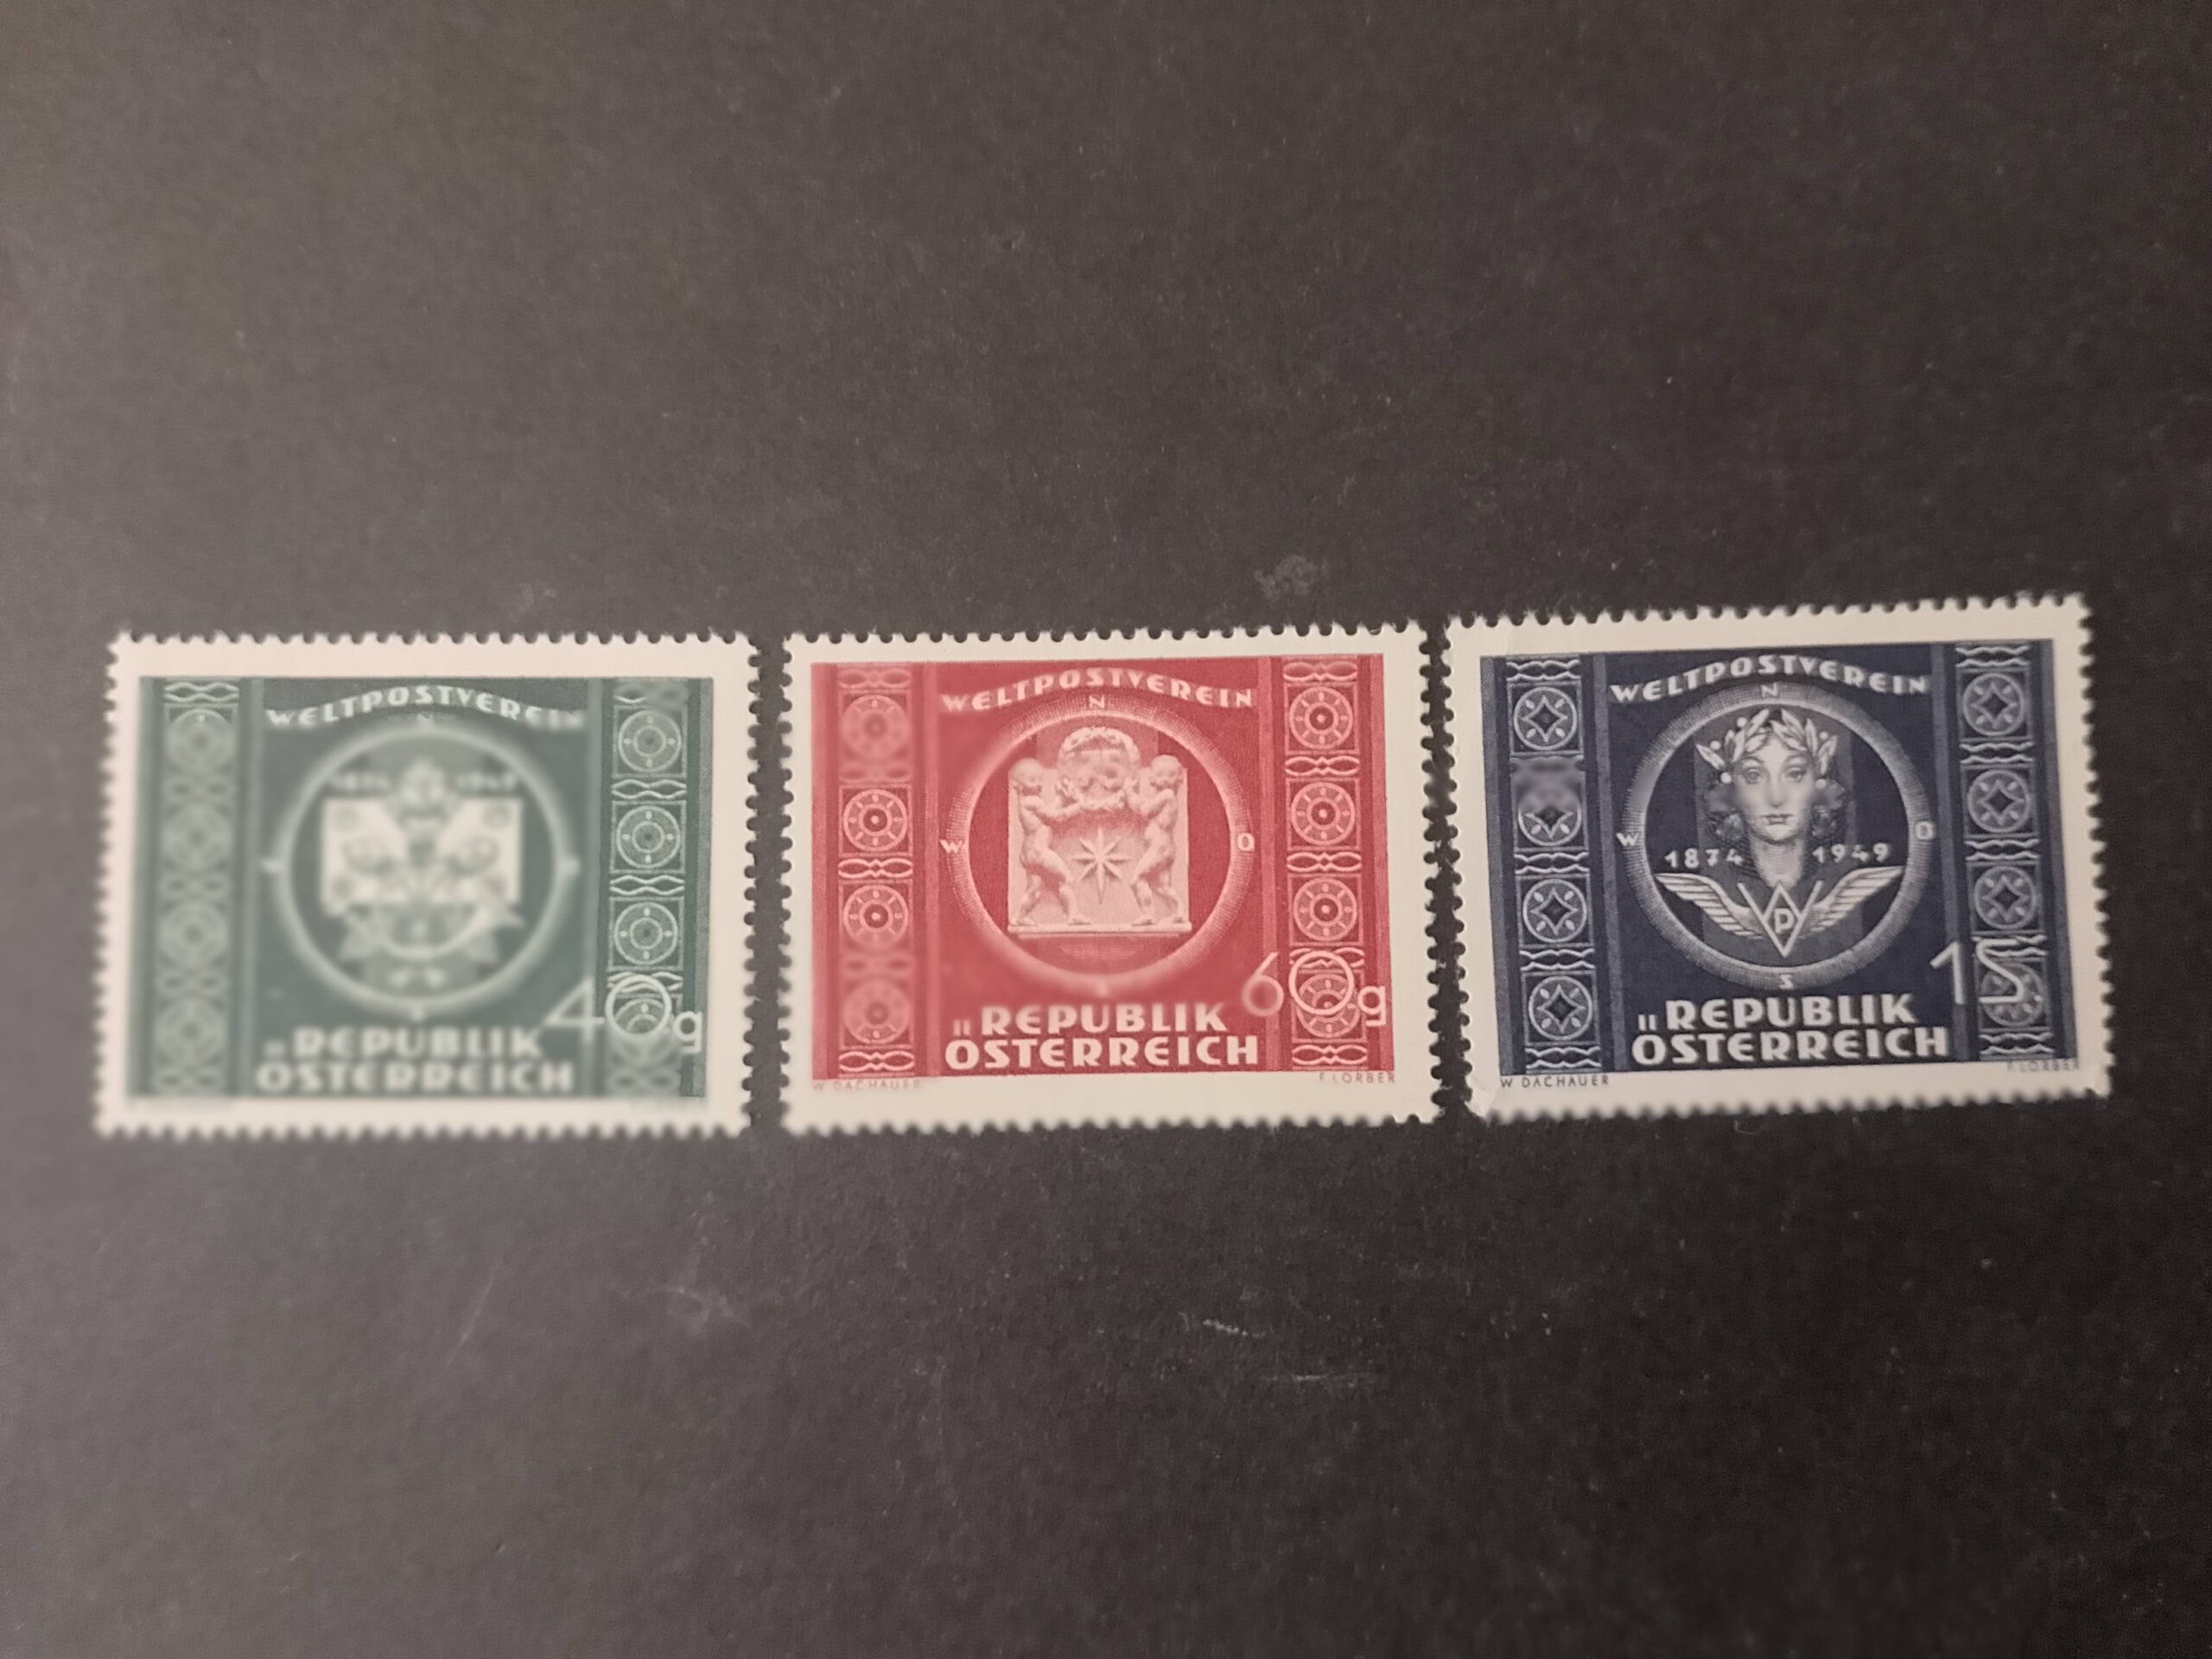 WELTPOSTVEREIN
N
40g
REPUBLIK
ÖSTERREICH
WELTPOSTVEREIN
N
W O
60g
REPUBLIK
ÖSTERREICH
W DACHAUER F LORBER
WELTPOSTVEREIN
N
W O
1874 1949
P
S
1S
REPUBLIK
ÖSTERREICH
W DACHAUER F LORBER